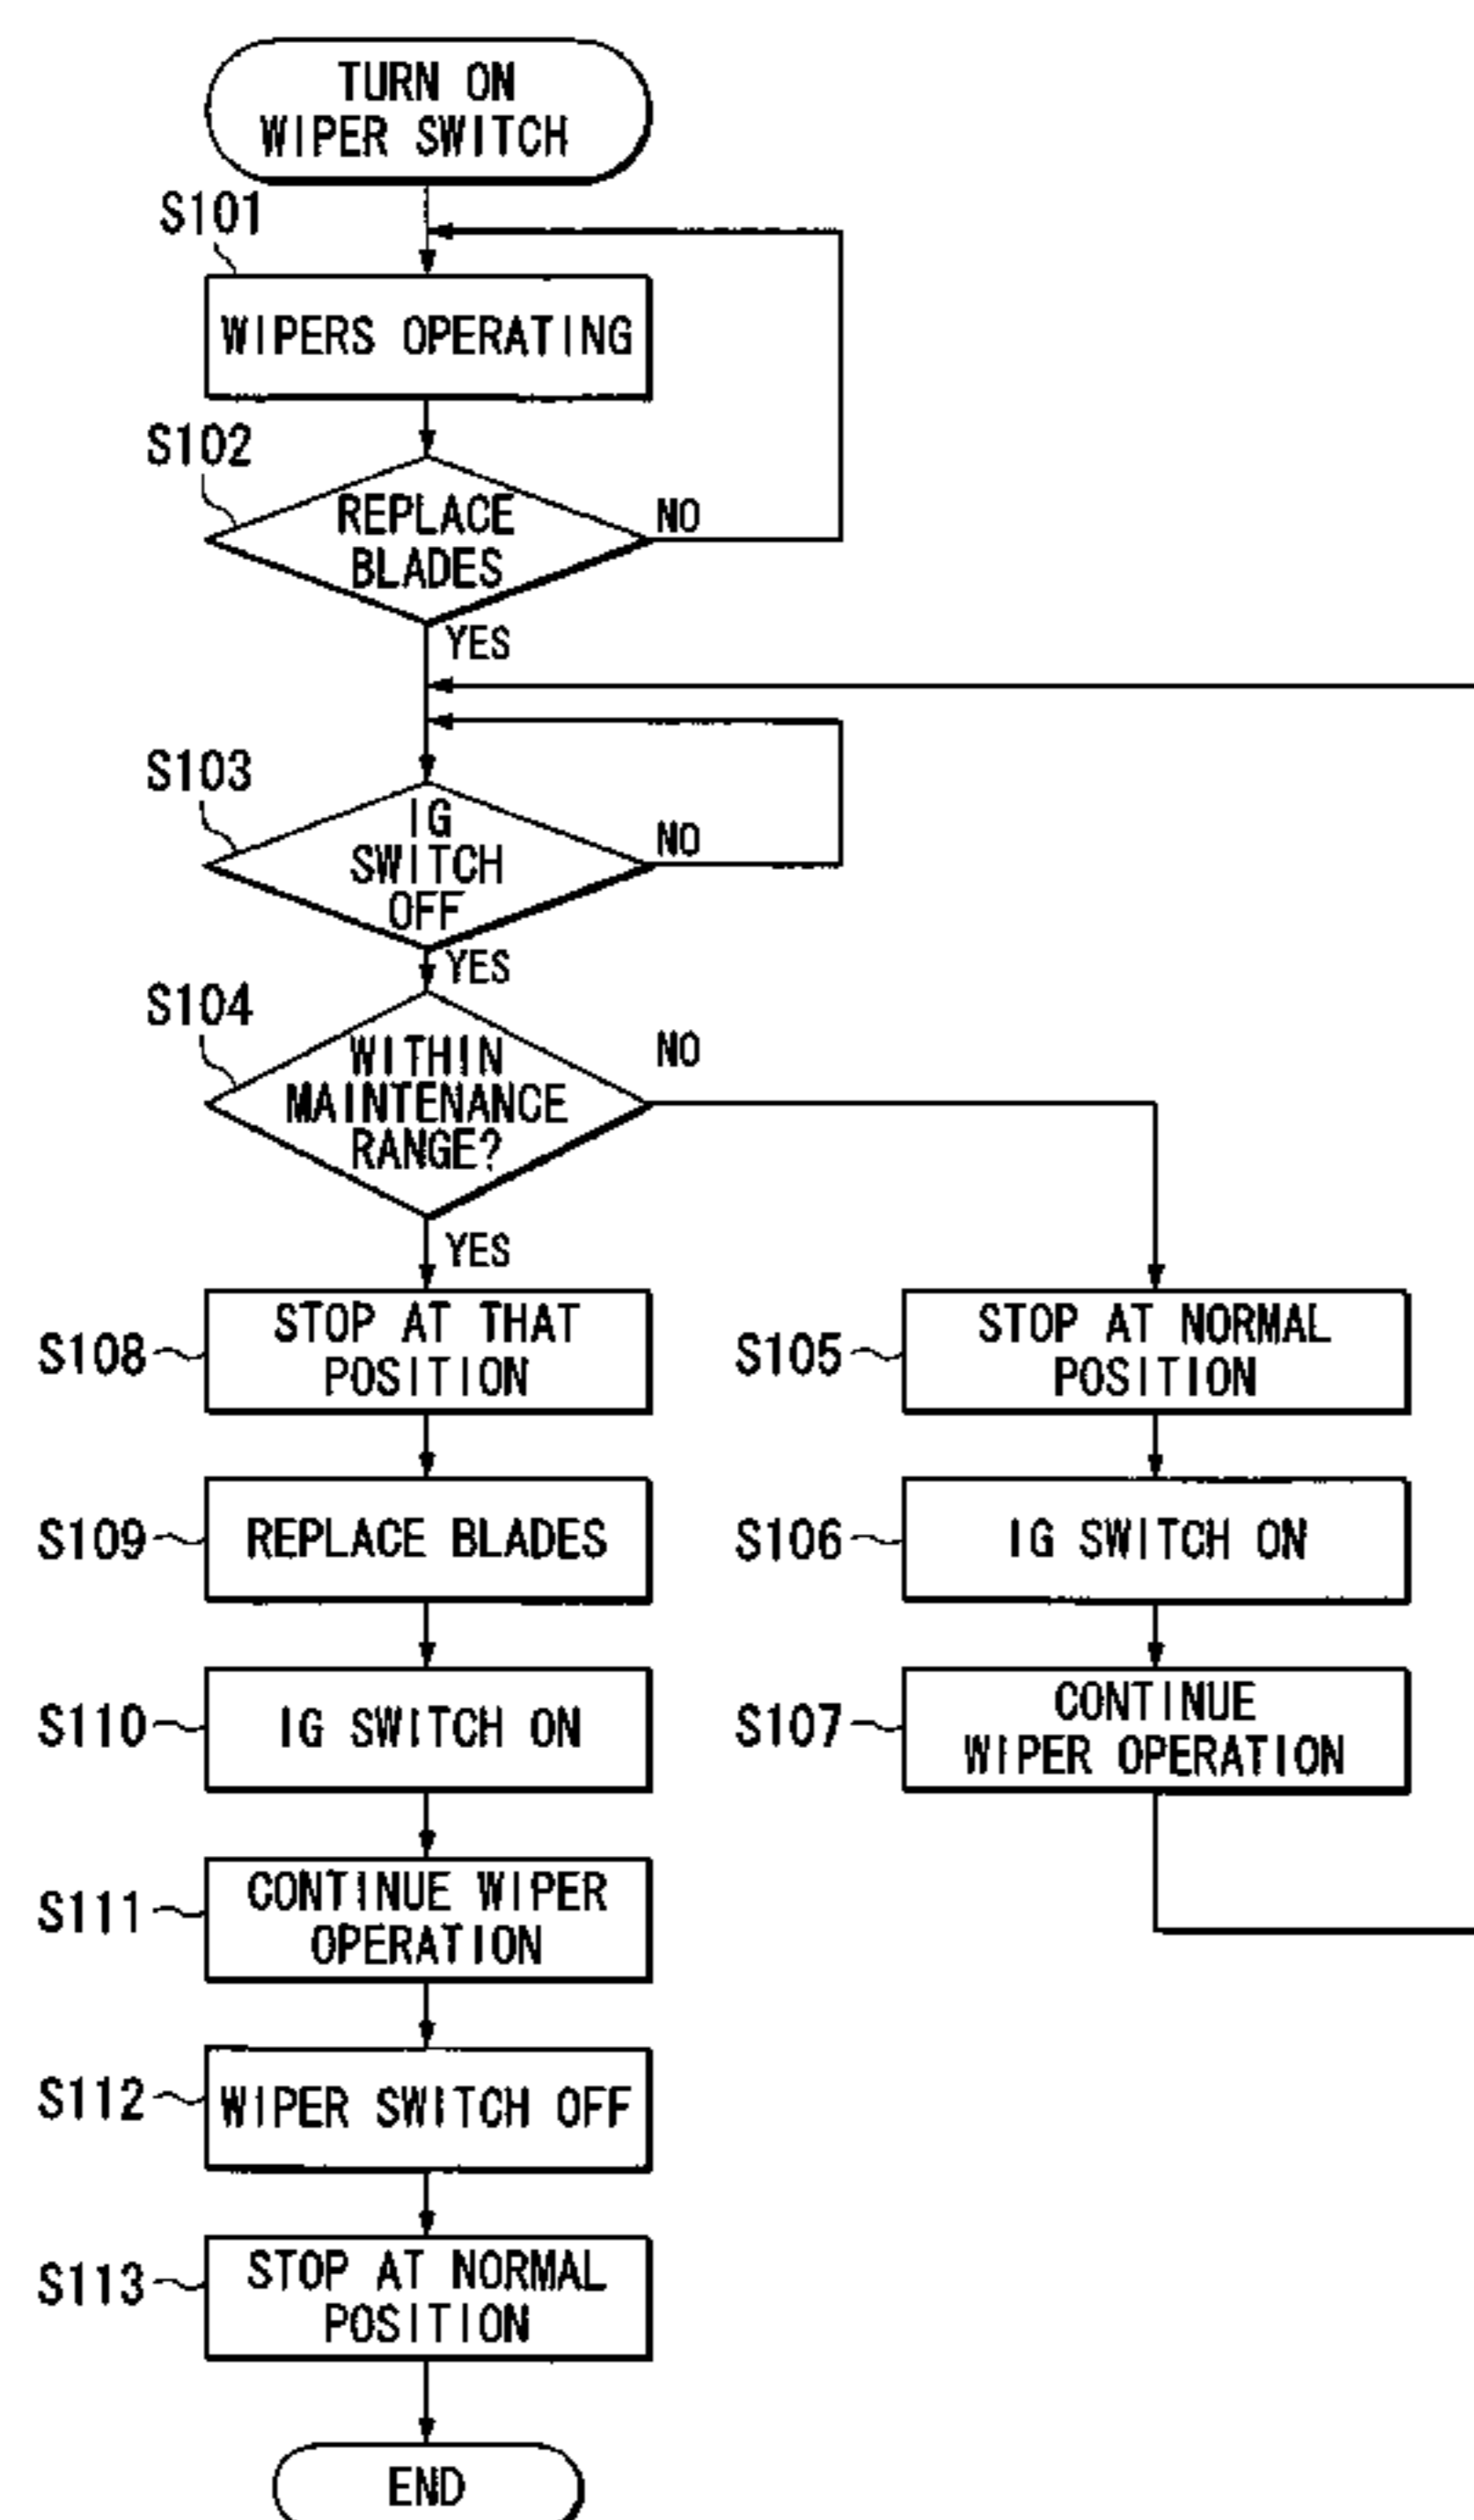 TURN ON
WIPER SWITCH
S101
WIPERS OPERATING
S102
REPLACE
BLADES
NO
YES
S103
IG
SWITCH
OFF
NO
YES
S104
WITHIN
MAINTENANCE
RANGE?
NO
YES
S108
STOP AT THAT
POSITION
S105
STOP AT NORMAL
POSITION
S109
REPLACE BLADES
S106
IG SWITCH ON
S110
IG SWITCH ON
S107
CONTINUE
WIPER OPERATION
S111
CONTINUE WIPER
OPERATION
S112
WIPER SWITCH OFF
S113
STOP AT NORMAL
POSITION
END